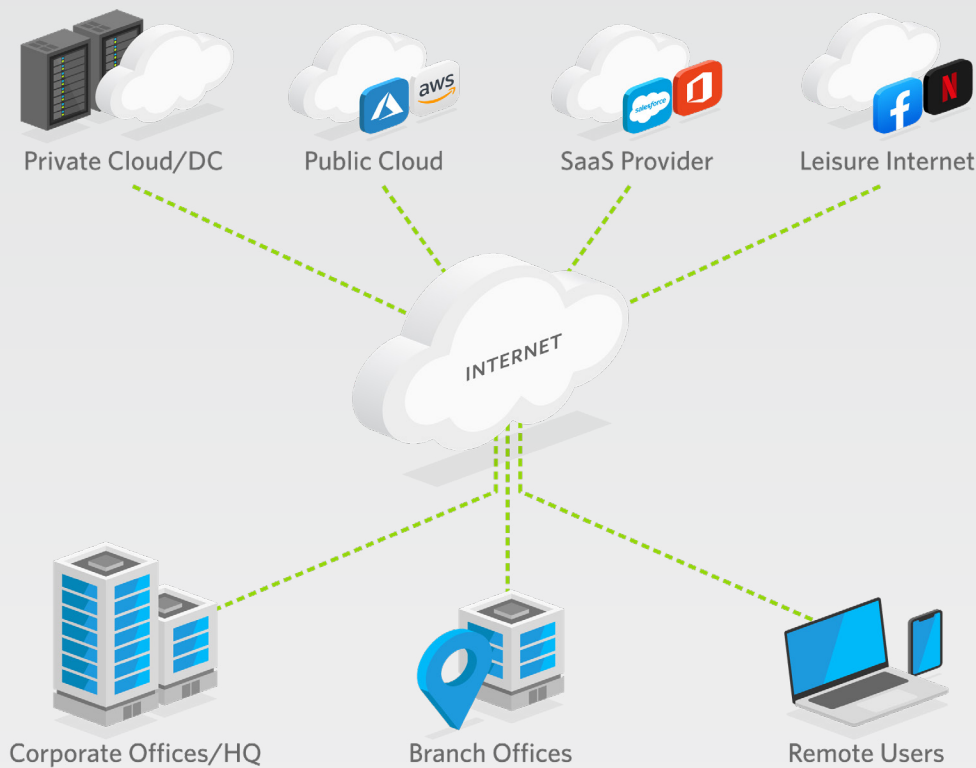 aws
salesforce
f
N
Private Cloud/DC
Public Cloud
SaaS Provider
Leisure Internet
INTERNET
Corporate Offices/HQ
Branch Offices
Remote Users